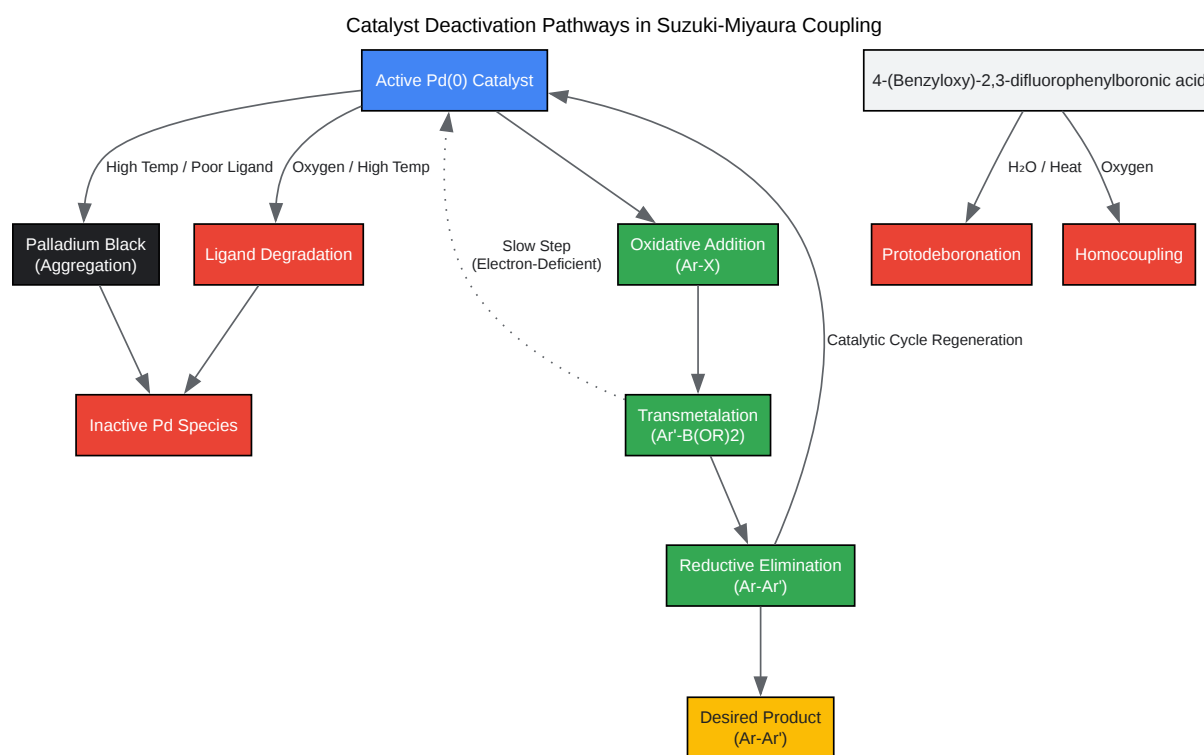 Catalyst Deactivation Pathways in Suzuki-Miyaura Coupling
Active Pd(0) Catalyst
4-(Benzyloxy)-2,3-difluorophenylboronic acid
High Temp / Poor Ligand
Oxygen / High Temp
H₂O / Heat
Oxygen
Palladium Black
(Aggregation)
Ligand Degradation
Slow Step
(Electron-Deficient)
Oxidative Addition
(Ar-X)
Protodeboronation
Homocoupling
Catalytic Cycle Regeneration
Inactive Pd Species
Transmetalation
(Ar'-B(OR)2)
Reductive Elimination
(Ar-Ar')
Desired Product
(Ar-Ar')